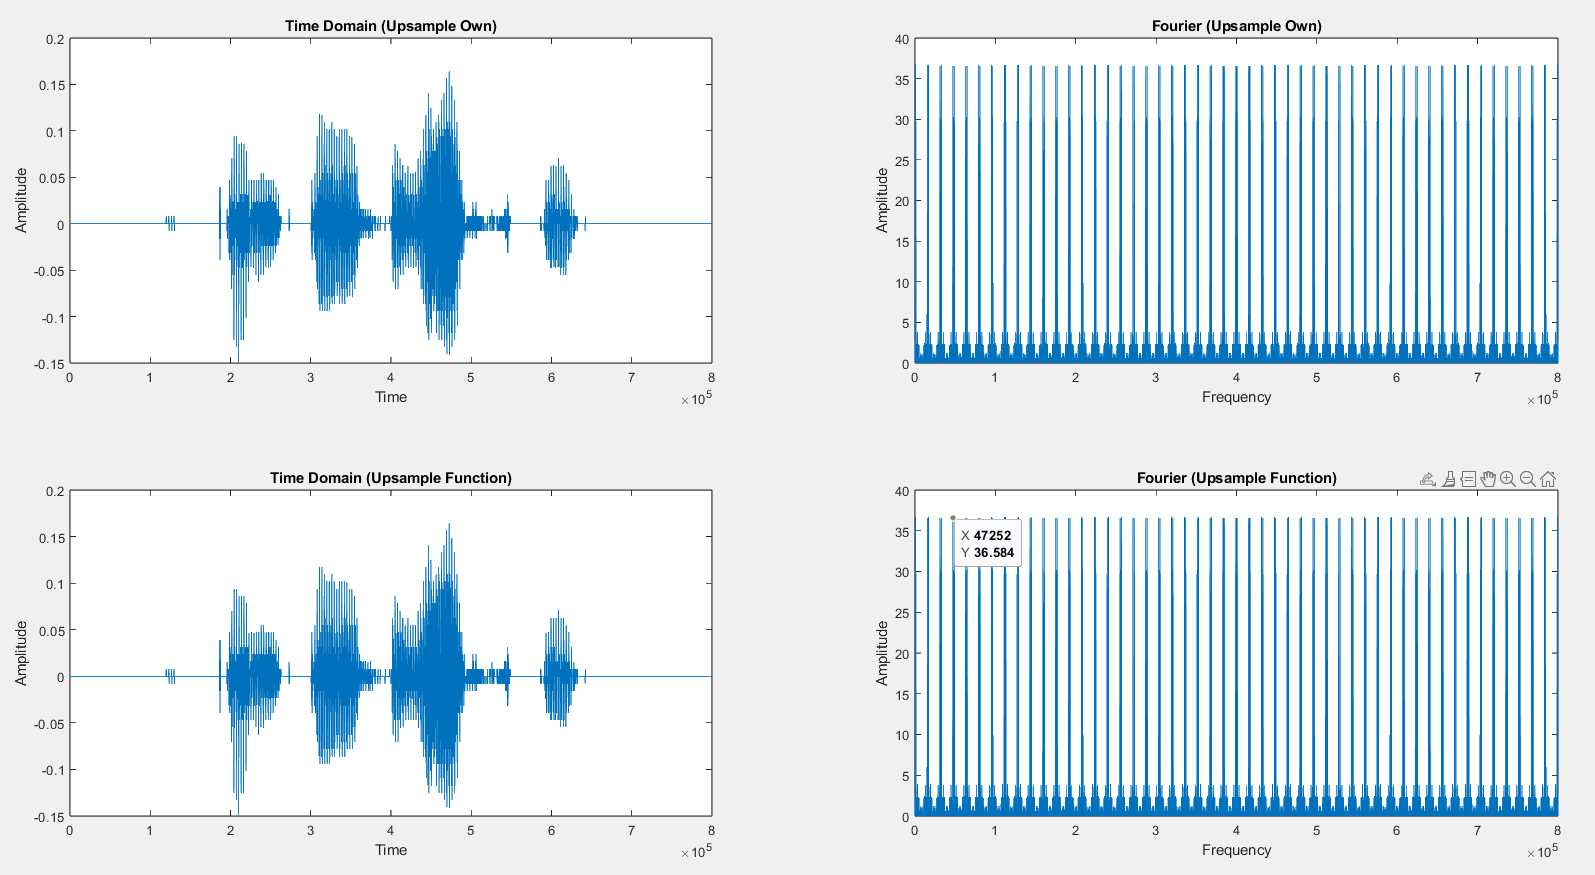 Time Domain (Upsample Own)
0.2
0.15
0.1
0.05
0
-0.05
-0.1
-0.15
Amplitude
0 1 2 3 4 5 6 7 8
Time
×10^5
Fourier (Upsample Own)
40
35
30
25
20
15
10
5
0
Amplitude
0 1 2 3 4 5 6 7 8
Frequency
×10^5
Time Domain (Upsample Function)
0.2
0.15
0.1
0.05
0
-0.05
-0.1
-0.15
Amplitude
0 1 2 3 4 5 6 7 8
Time
×10^5
Fourier (Upsample Function)
40
35
30
25
20
15
10
5
0
Amplitude
X 47252
Y 36.584
0 1 2 3 4 5 6 7 8
Frequency
×10^5